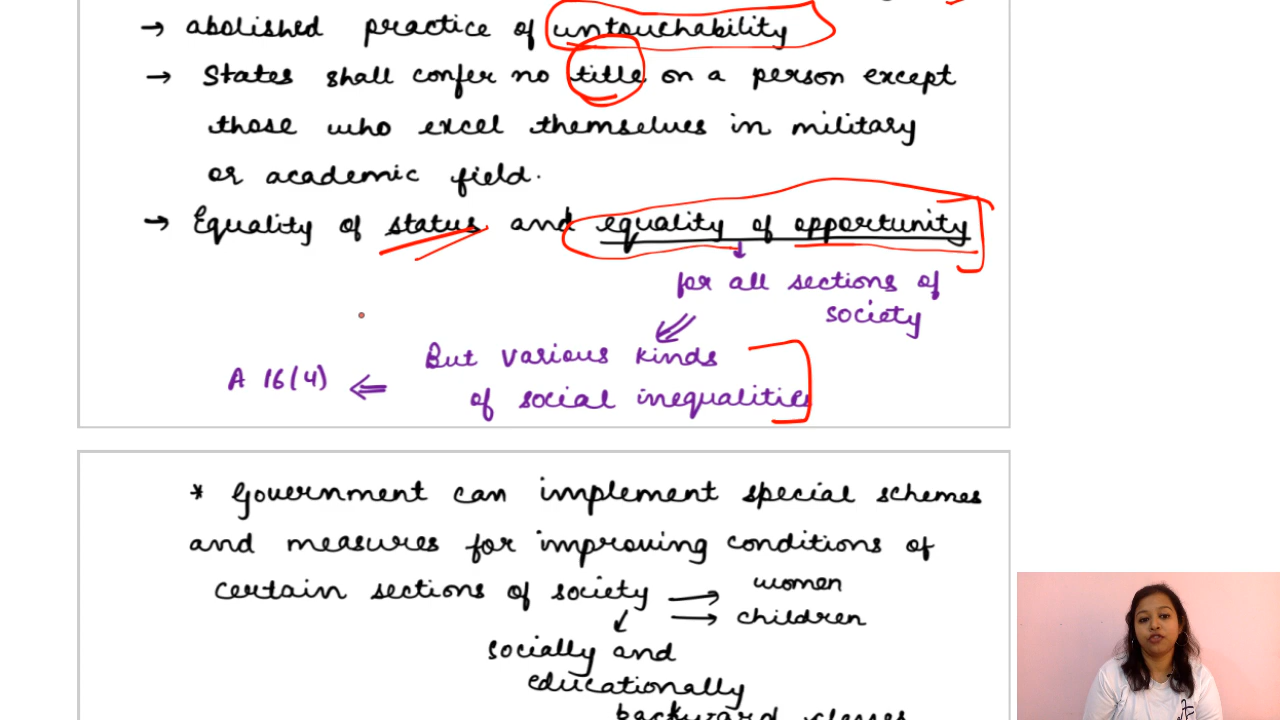 → abolished practice of untouchability
→ States shall confer no title on a person except
those who excel themselves in military
or academic field.
→ Equality of status and equality of opportunity
for all sections of
society
But various kinds
A 16(4) ⇐ of social inequalities
* Government can implement special schemes
and measures for improving conditions of
certain sections of society → women
→ children
socially and
educationally
backward classes